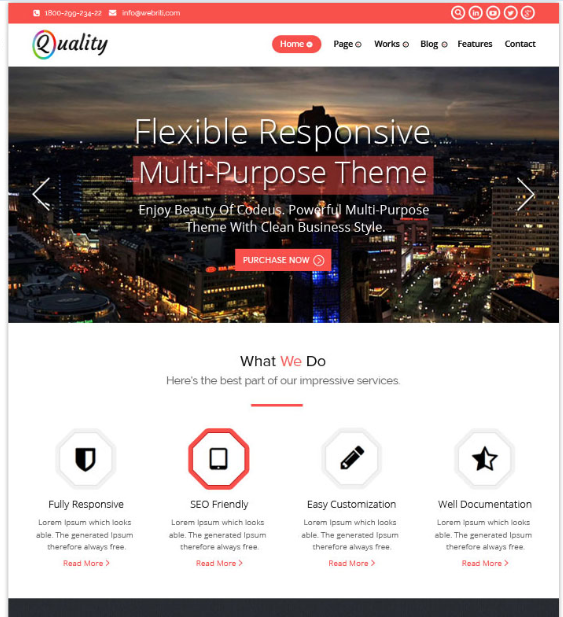 1800-299-234-22 info@webriti.com
Quality
Home Page Works Blog Features Contact
Flexible Responsive
Multi-Purpose Theme
Enjoy Beauty Of Codeus. Powerful Multi-Purpose
Theme With Clean Business Style.
PURCHASE NOW
What We Do
Here's the best part of our impressive services.
Fully Responsive SEO Friendly Easy Customization Well Documentation
Lorem Ipsum which looks Lorem Ipsum which looks Lorem Ipsum which looks Lorem Ipsum which looks
able. The generated Ipsum able. The generated Ipsum able. The generated Ipsum able. The generated Ipsum
therefore always free. therefore always free. therefore always free. therefore always free.
Read More Read More Read More Read More